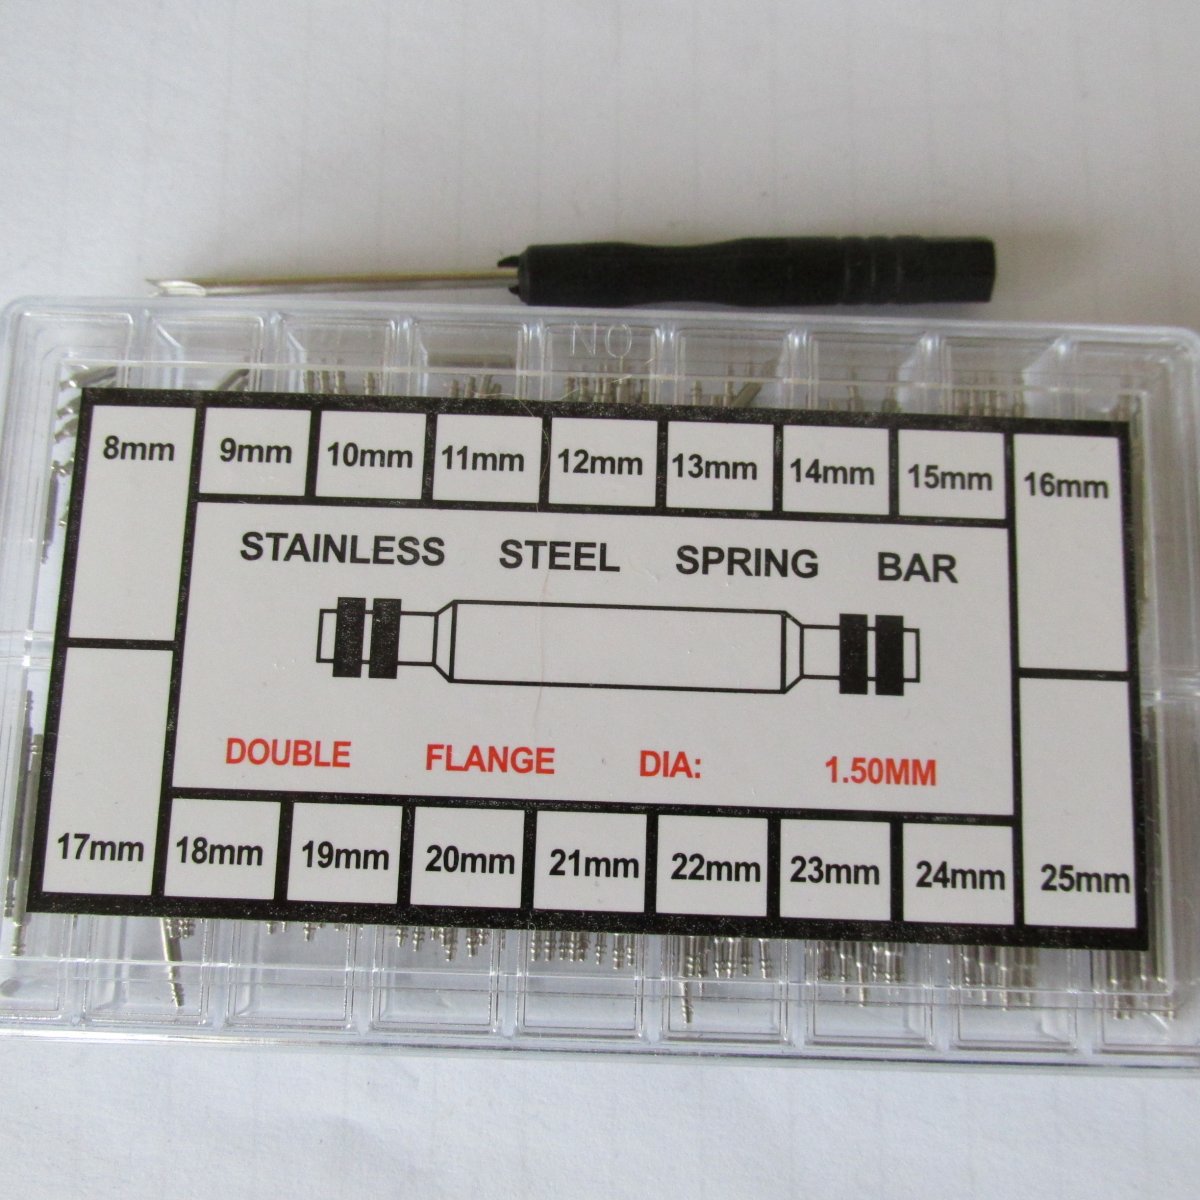 NO.
8mm 9mm 10mm 11mm 12mm 13mm 14mm 15mm 16mm
STAINLESS STEEL SPRING BAR
DOUBLE FLANGE DIA: 1.50MM
17mm 18mm 19mm 20mm 21mm 22mm 23mm 24mm 25mm